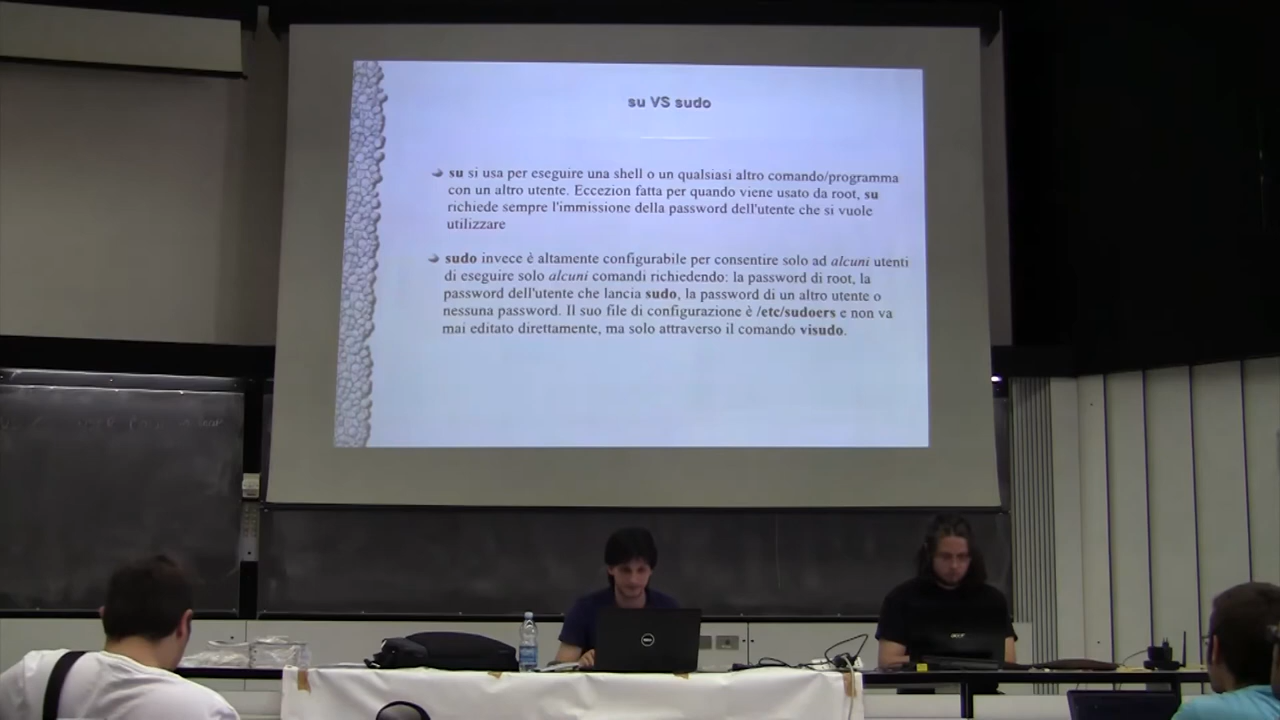 su VS sudo
su si usa per eseguire una shell o un qualsiasi altro comando/programma
con un altro utente. Eccezion fatta per quando viene usato da root, su
richiede sempre l'immissione della password dell'utente che si vuole
utilizzare
sudo invece è altamente configurabile per consentire solo ad alcuni utenti
di eseguire solo alcuni comandi richiedendo: la password di root, la
password dell'utente che lancia sudo, la password di un altro utente o
nessuna password. Il suo file di configurazione è /etc/sudoers e non va
mai editato direttamente, ma solo attraverso il comando visudo.
DELL
acer